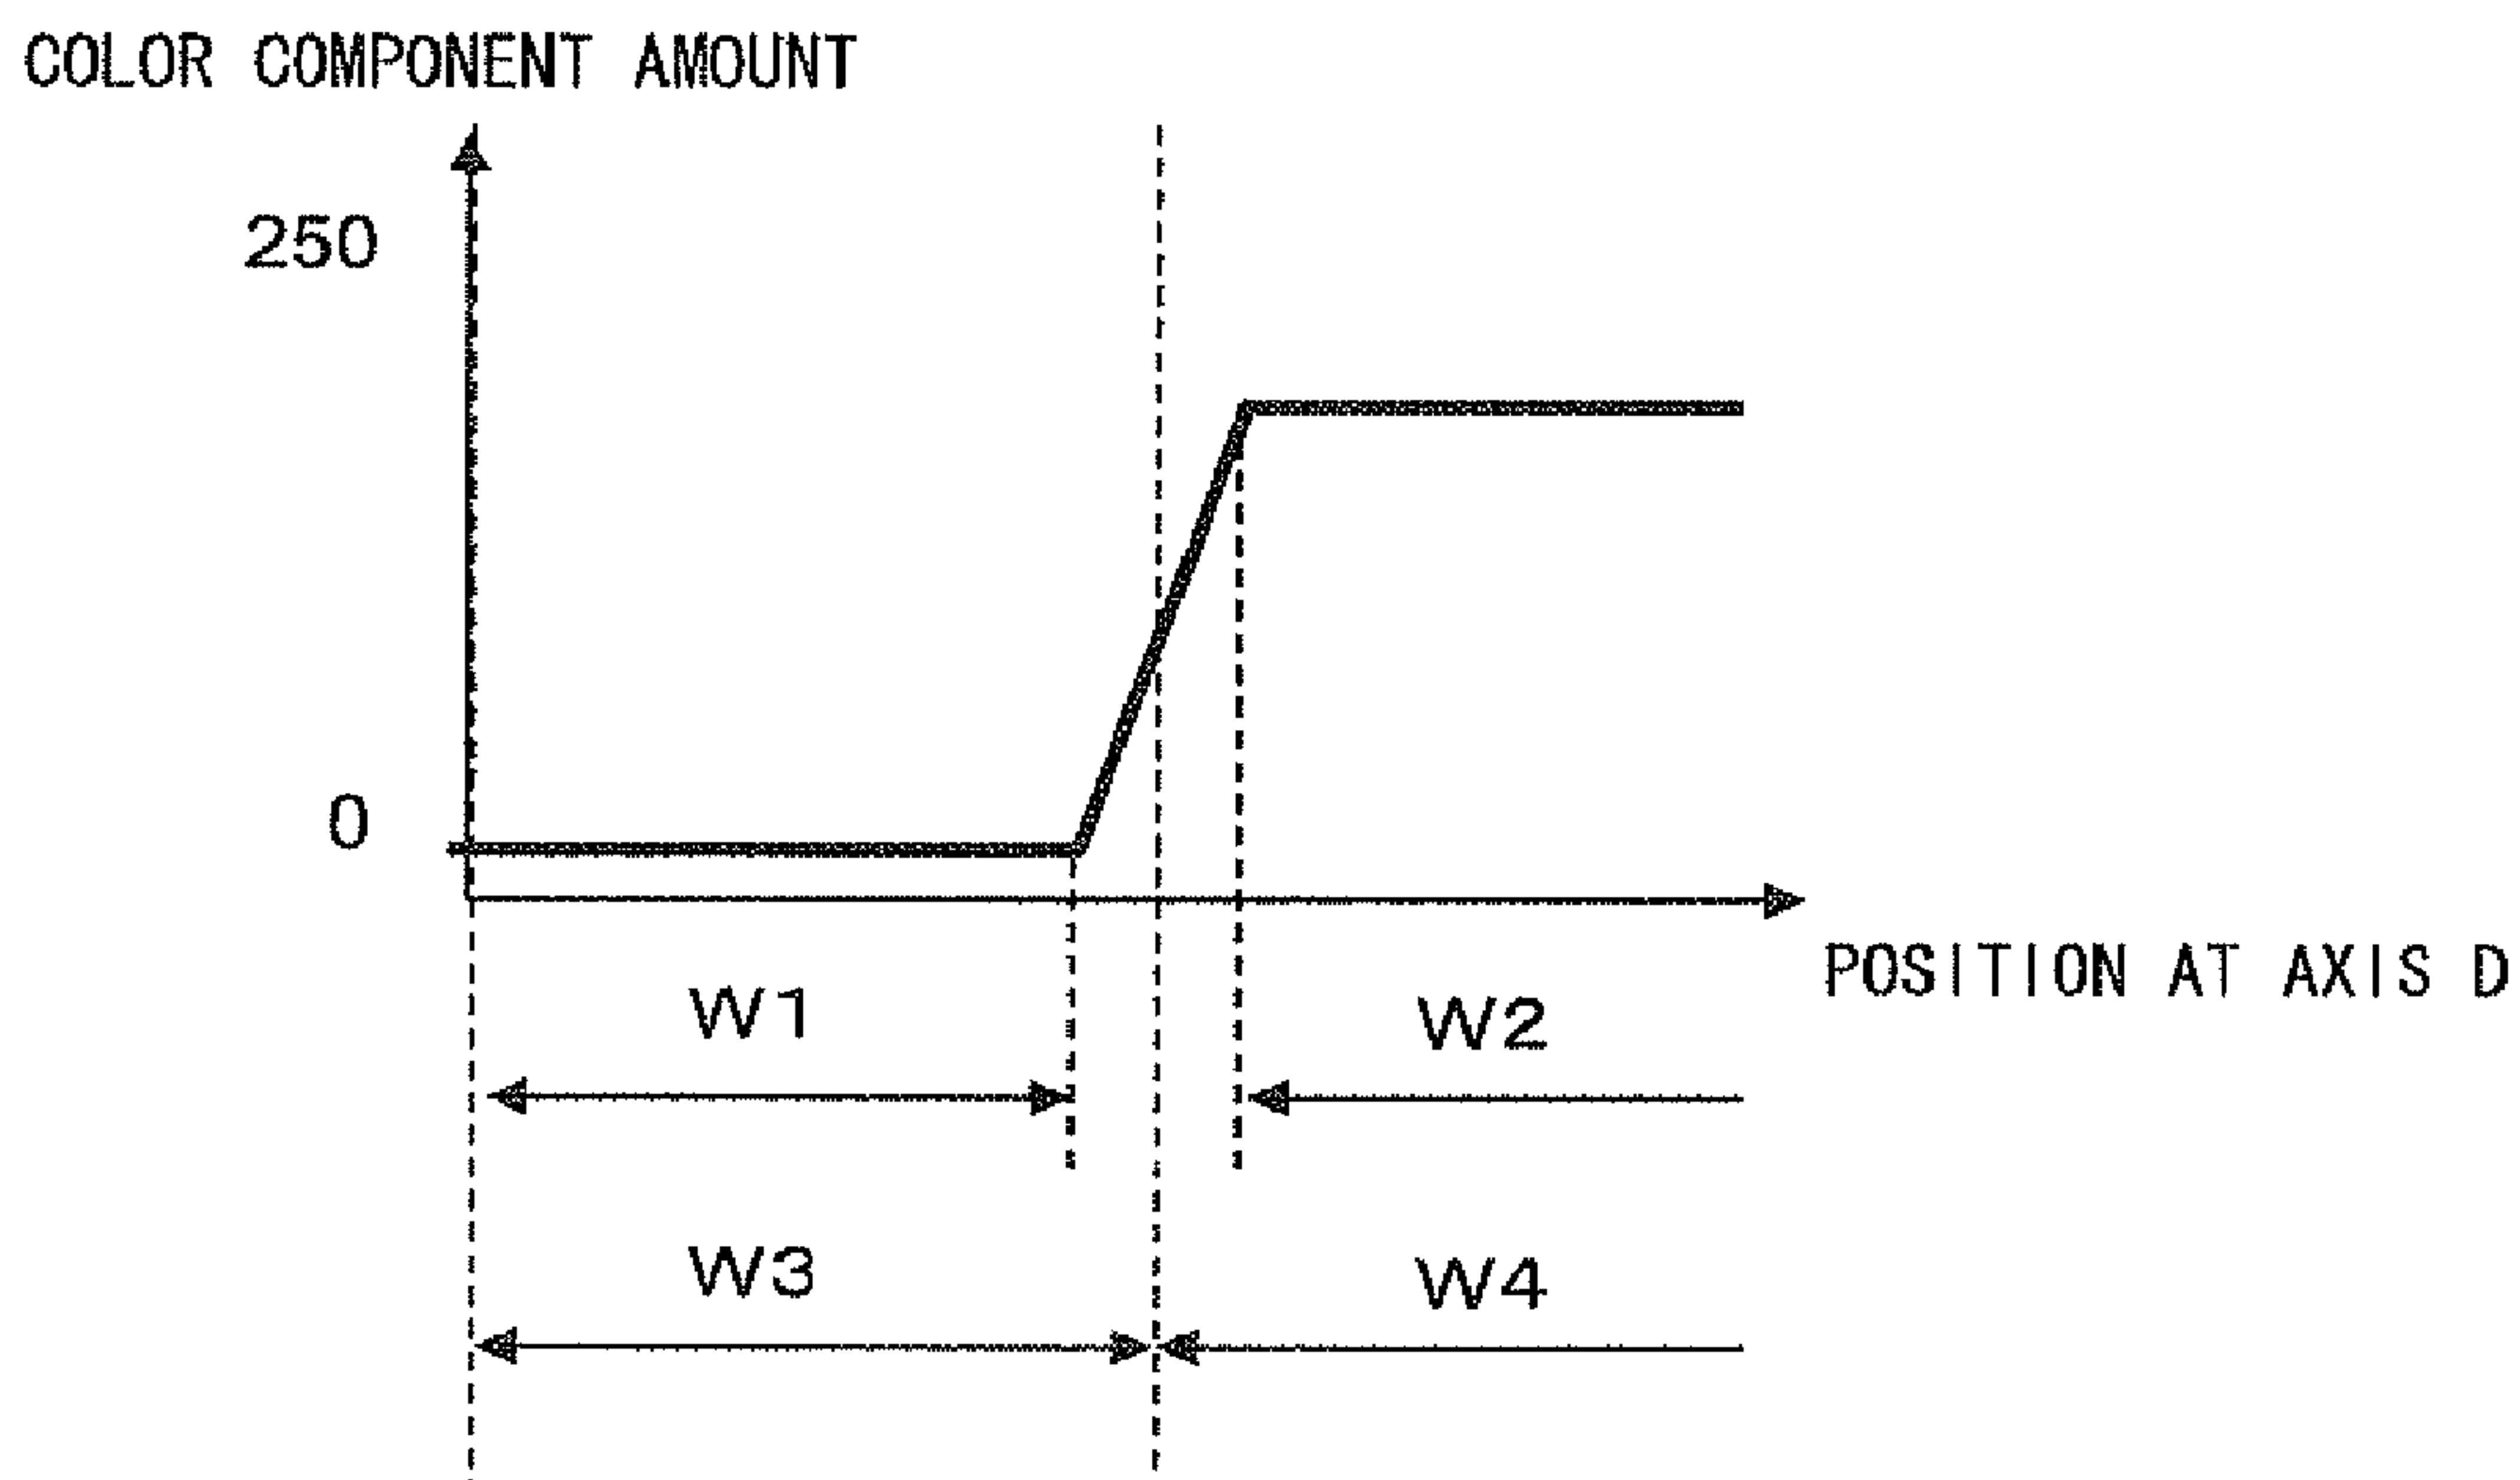 COLOR COMPONENT AMOUNT
250
0
POSITION AT AXIS D
W1
W2
W3
W4